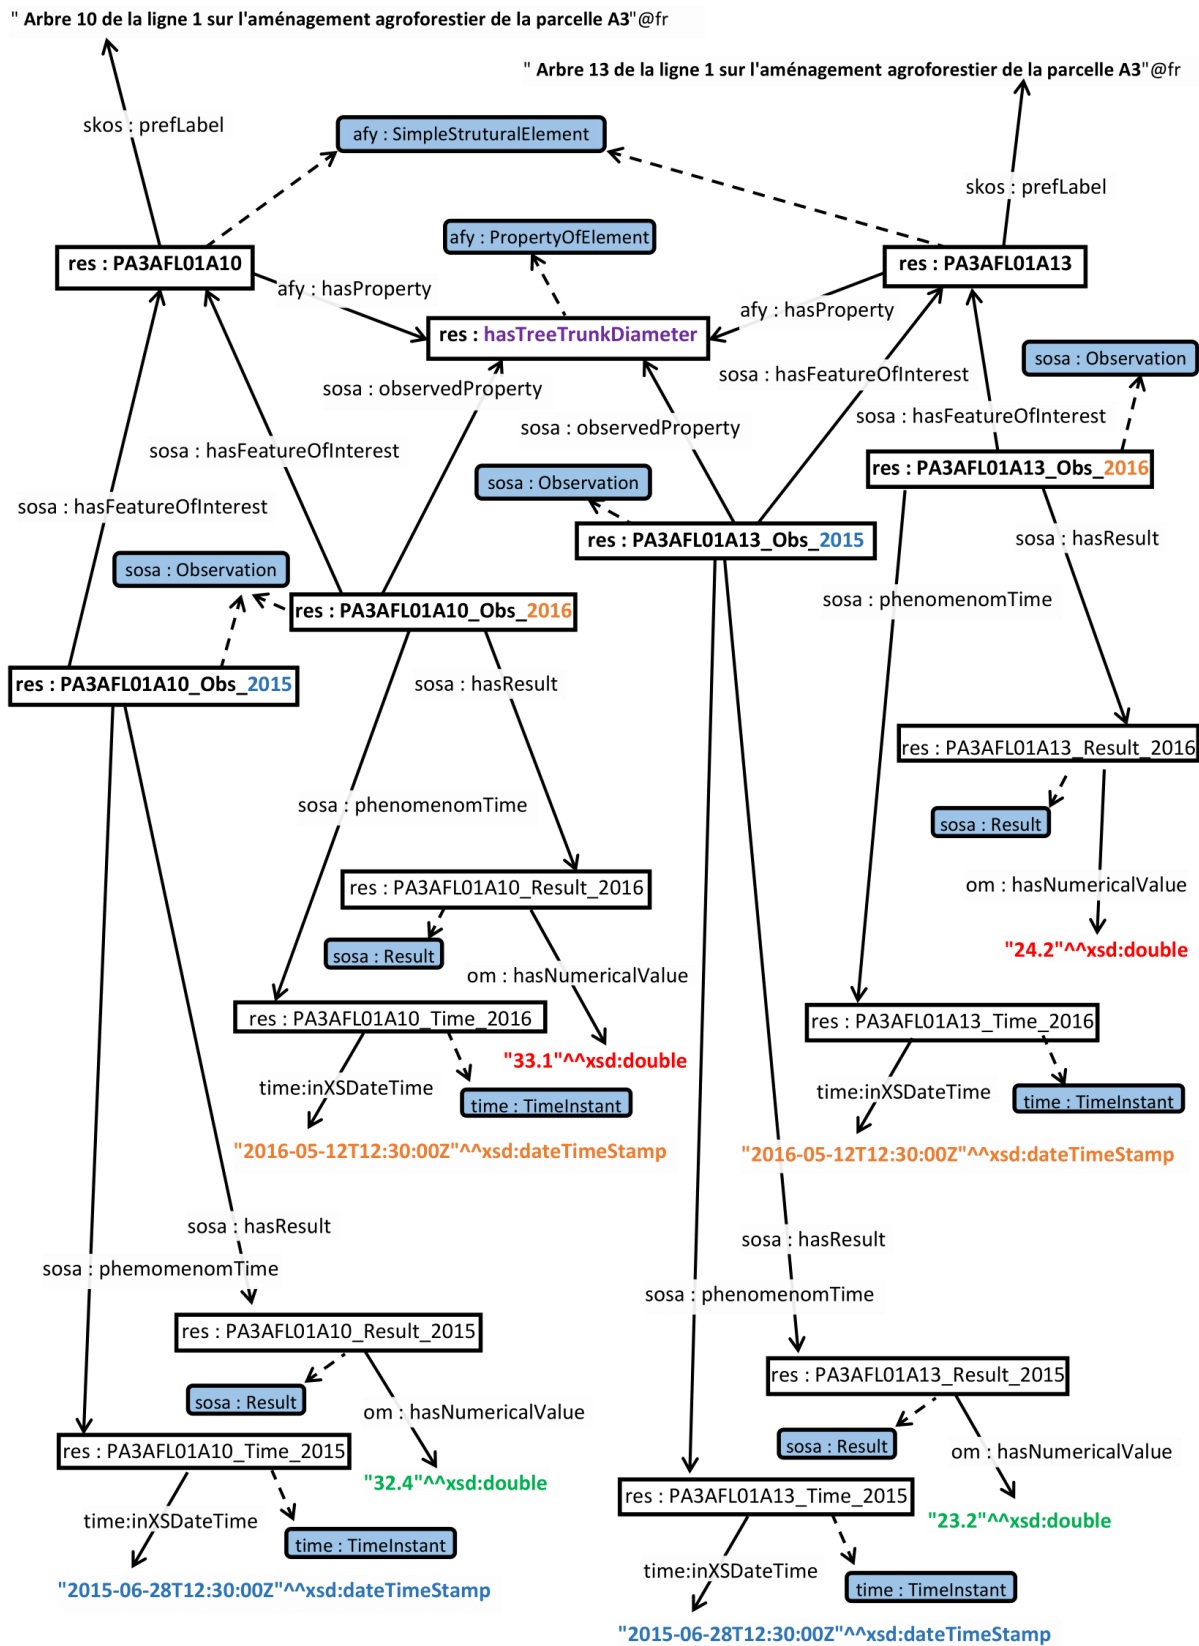 " Arbre 10 de la ligne 1 sur l'aménagement agroforestier de la parcelle A3"@fr
" Arbre 13 de la ligne 1 sur l'aménagement agroforestier de la parcelle A3"@fr
skos : prefLabel
afy : SimpleStruturalElement
skos : prefLabel
afy : PropertyOfElement
res : PA3AFL01A10
res : PA3AFL01A13
afy : hasProperty
afy : hasProperty
res : hasTreeTrunkDiameter
sosa : Observation
sosa : observedProperty
sosa : hasFeatureOfInterest
sosa : hasFeatureOfInterest
sosa : observedProperty
sosa : hasFeatureOfInterest
res : PA3AFL01A13_Obs_2016
sosa : Observation
sosa : hasFeatureOfInterest
res : PA3AFL01A13_Obs_2015
sosa : hasResult
sosa : Observation
sosa : phenomenomTime
res : PA3AFL01A10_Obs_2016
res : PA3AFL01A10_Obs_2015
sosa : hasResult
res : PA3AFL01A13_Result_2016
sosa : phenomenomTime
sosa : Result
res : PA3AFL01A10_Result_2016
om : hasNumericalValue
sosa : Result
"24.2"^^xsd:double
om : hasNumericalValue
res : PA3AFL01A10_Time_2016
res : PA3AFL01A13_Time_2016
"33.1"^^xsd:double
time:inXSDateTime
time:inXSDateTime
time : TimeInstant
time : TimeInstant
"2016-05-12T12:30:00Z"^^xsd:dateTimeStamp
"2016-05-12T12:30:00Z"^^xsd:dateTimeStamp
sosa : hasResult
sosa : hasResult
sosa : phemomenomTime
sosa : phenomenomTime
res : PA3AFL01A10_Result_2015
res : PA3AFL01A13_Result_2015
sosa : Result
om : hasNumericalValue
sosa : Result
om : hasNumericalValue
res : PA3AFL01A10_Time_2015
"32.4"^^xsd:double
res : PA3AFL01A13_Time_2015
"23.2"^^xsd:double
time:inXSDateTime
time : TimeInstant
time:inXSDateTime
time : TimeInstant
"2015-06-28T12:30:00Z"^^xsd:dateTimeStamp
"2015-06-28T12:30:00Z"^^xsd:dateTimeStamp